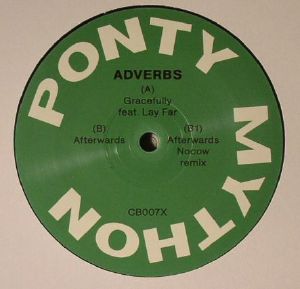 PONTY
MYTHON
ADVERBS
(A)
Gracefully
feat. Lay Far
(B)
Afterwards
(B1)
Afterwards
Nocow
remix
CB007X